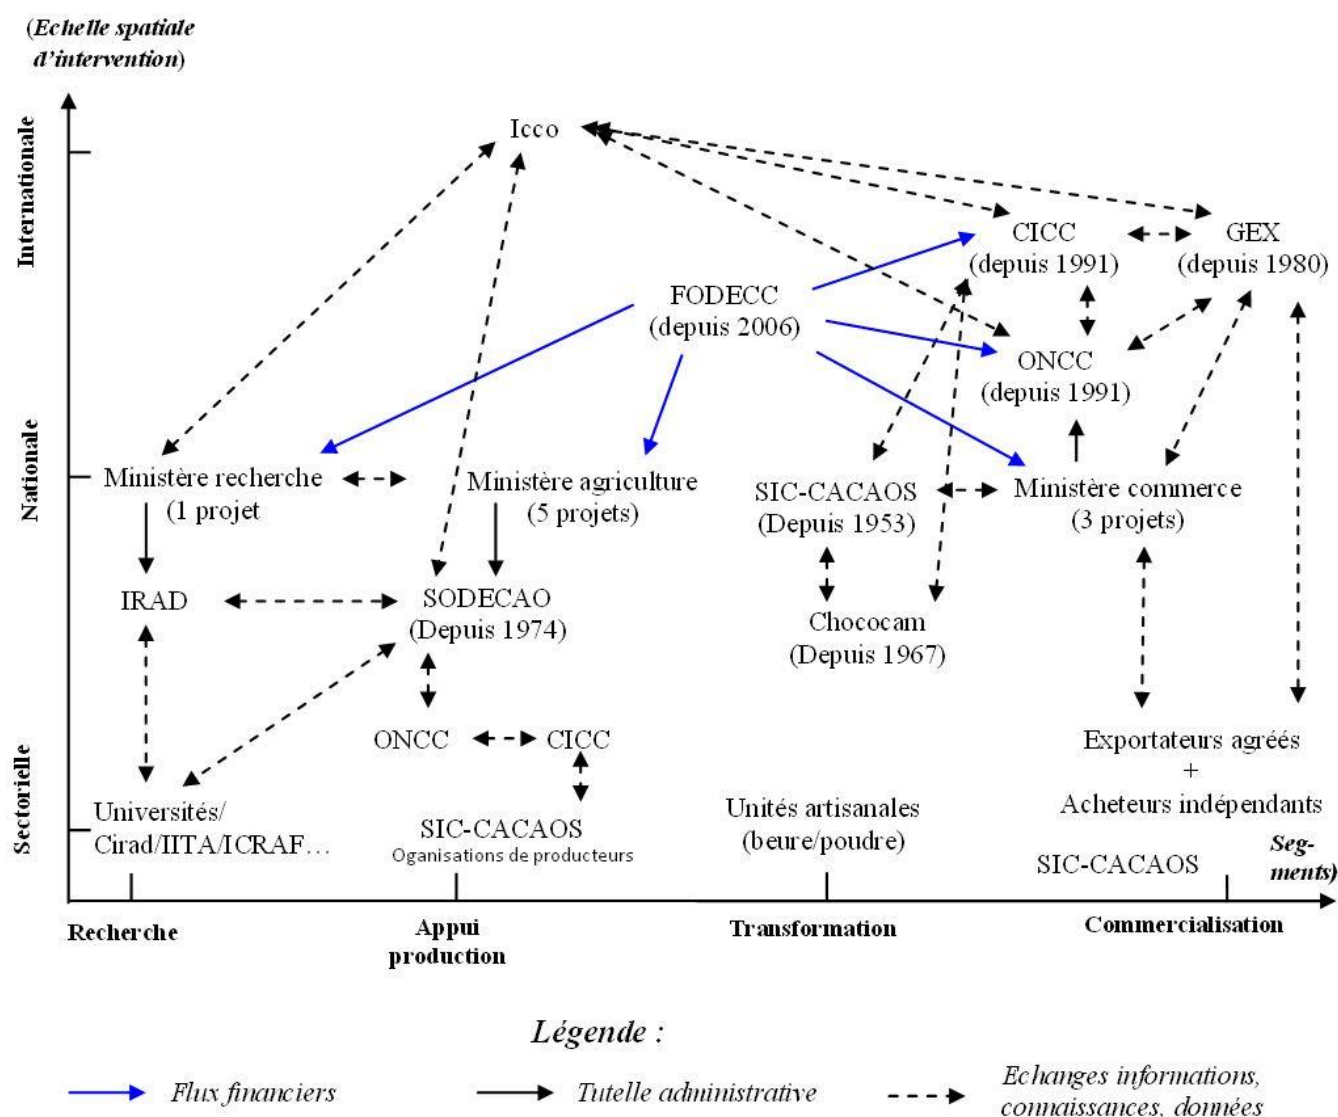 (Echelle spatiale
d'intervention)
Internationale
Icco
CICC
(depuis 1991)
GEX
(depuis 1980)
FODECC
(depuis 2006)
ONCC
(depuis 1991)
Nationale
Ministère recherche
(1 projet
Ministère agriculture
(5 projets)
SIC-CACAOS
(Depuis 1953)
Ministère commerce
(3 projets)
IRAD
SODECAO
(Depuis 1974)
Chococam
(Depuis 1967)
Sectorielle
ONCC
CICC
Exportateurs agréés
+
Acheteurs indépendants
Universités/
Cirad/IITA/ICRAF…
SIC-CACAOS
Oganisations de producteurs
Unités artisanales
(beure/poudre)
SIC-CACAOS
Seg-
ments)
Recherche
Appui
production
Transformation
Commercialisation
Légende :
Flux financiers
Tutelle administrative
Echanges informations,
connaissances, données